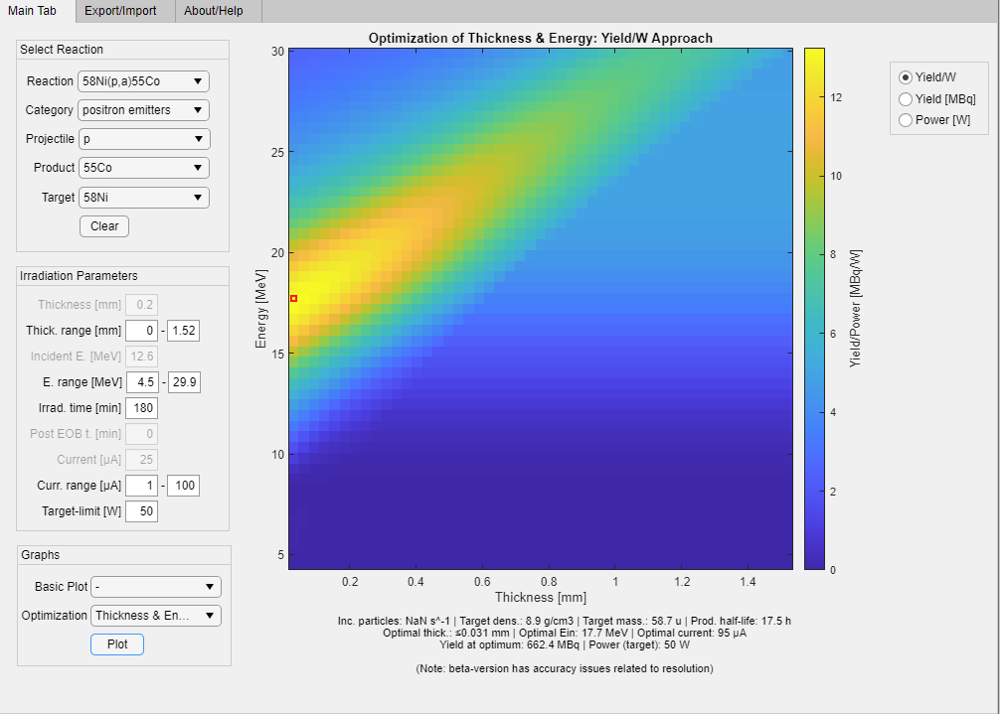 Main Tab Export/Import About/Help
Select Reaction
Reaction 58Ni(p,a)55Co
Category positron emitters
Projectile p
Product 55Co
Target 58Ni
Clear
Irradiation Parameters
Thickness [mm] 0.2
Thick. range [mm] 0 - 1.52
Incident E. [MeV] 12.6
E. range [MeV] 4.5 - 29.9
Irrad. time [min] 180
Post EOB t. [min] 0
Current [µA] 25
Curr. range [µA] 1 - 100
Target-limit [W] 50
Graphs
Basic Plot -
Optimization Thickness & En...
Plot
Optimization of Thickness & Energy: Yield/W Approach
30
25
20
15
10
5
Energy [MeV]
0.2 0.4 0.6 0.8 1 1.2 1.4
Thickness [mm]
12
10
8
6
4
2
0
Yield/Power [MBq/W]
Inc. particles: NaN s^-1 | Target dens.: 8.9 g/cm3 | Target mass.: 58.7 u | Prod. half-life: 17.5 h
Optimal thick.: ≤0.031 mm | Optimal Ein: 17.7 MeV | Optimal current: 95 µA
Yield at optimum: 662.4 MBq | Power (target): 50 W
(Note: beta-version has accuracy issues related to resolution)
Yield/W
Yield [MBq]
Power [W]